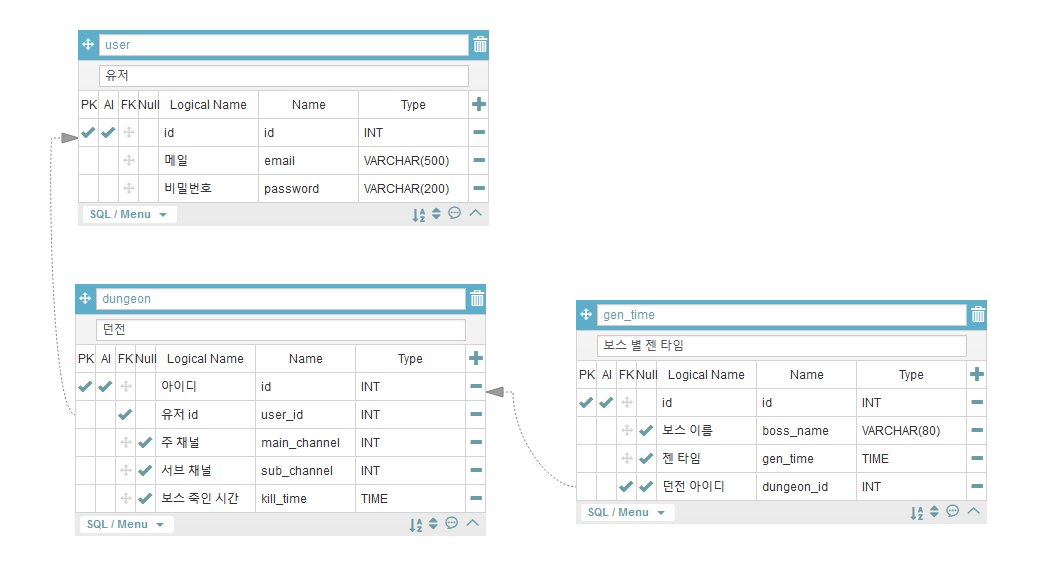 user
유저
PK AI FK Null Logical Name Name Type
id id INT
메일 email VARCHAR(500)
비밀번호 password VARCHAR(200)
SQL / Menu
dungeon
던전
PK AI FK Null Logical Name Name Type
아이디 id INT
유저 id user_id INT
주 채널 main_channel INT
서브 채널 sub_channel INT
보스 죽인 시간 kill_time TIME
SQL / Menu
gen_time
보스 별 젠 타임
PK AI FK Null Logical Name Name Type
id id INT
보스 이름 boss_name VARCHAR(80)
젠 타임 gen_time TIME
던전 아이디 dungeon_id INT
SQL / Menu